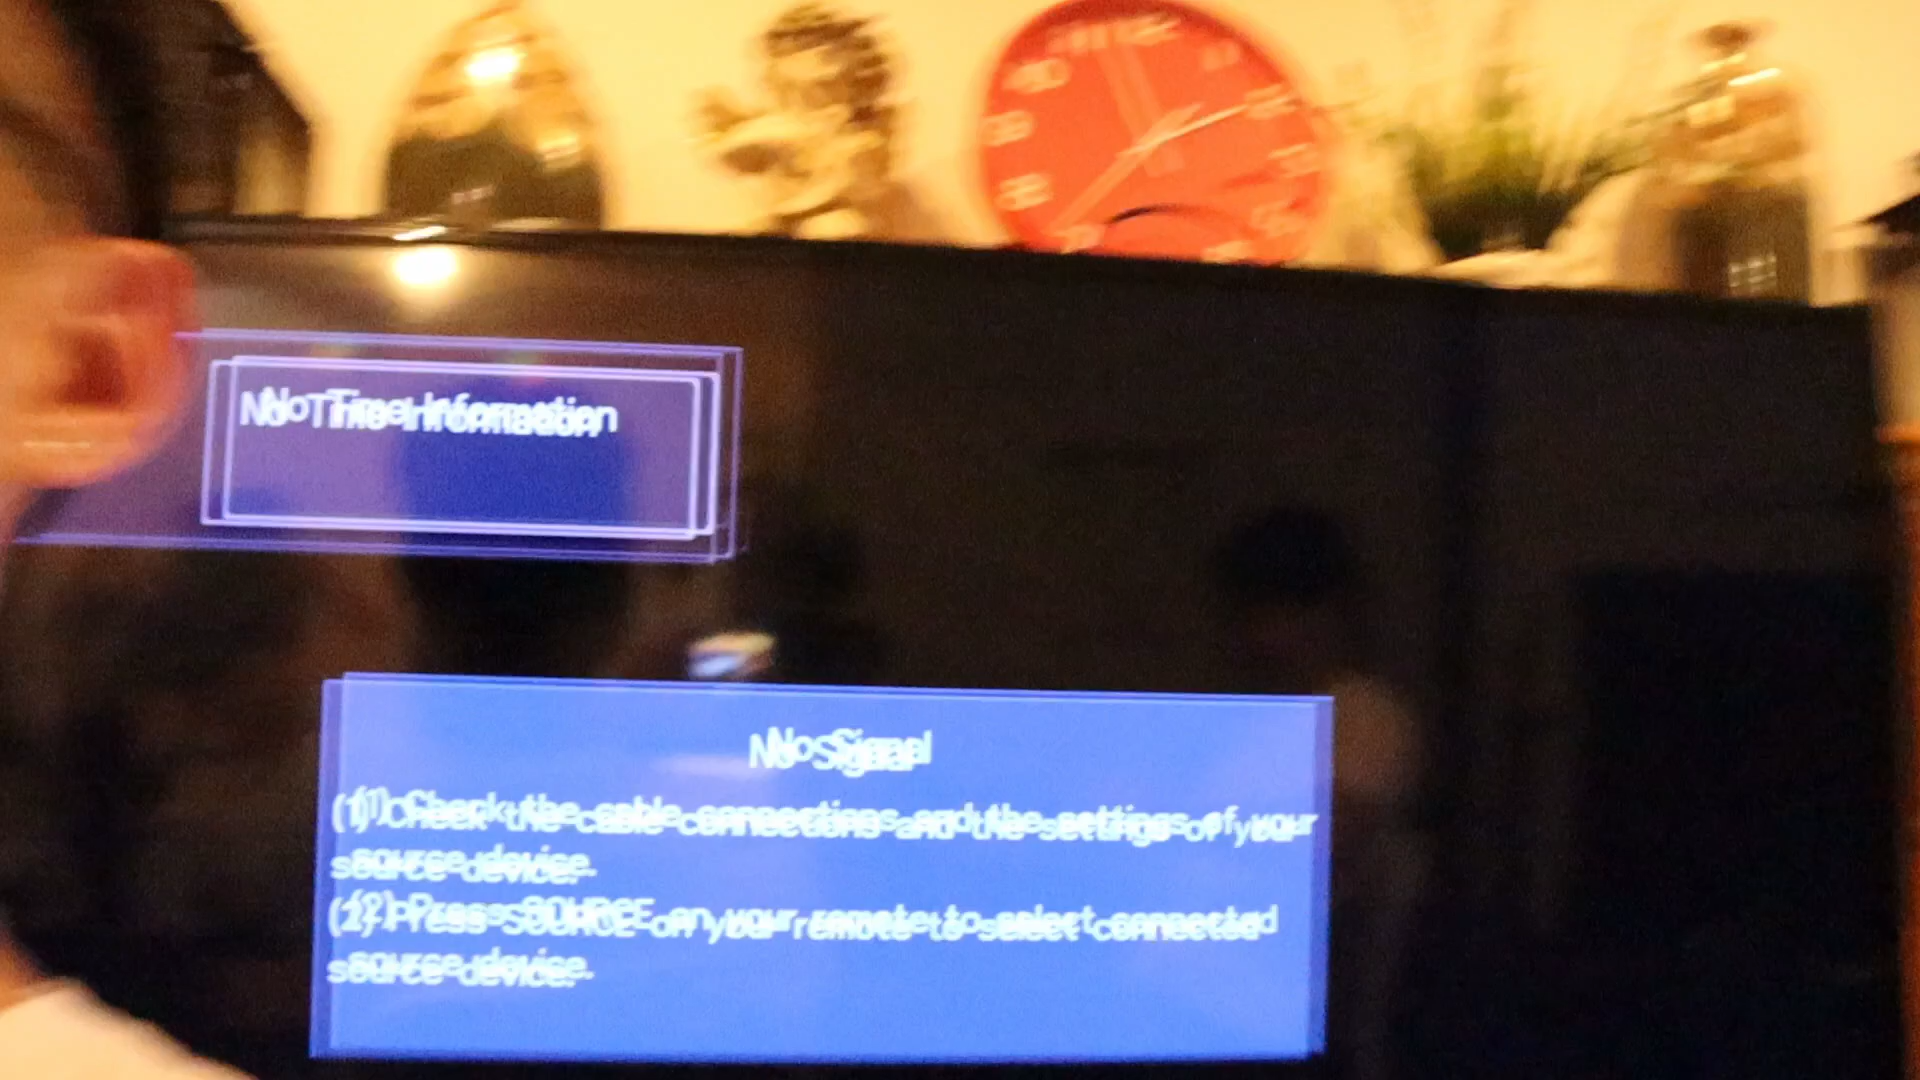 No Time Information
No Signal
(1) Check the cable connections and the settings of your
source device.
(2) Press SOURCE on your remote to select connected
source device.